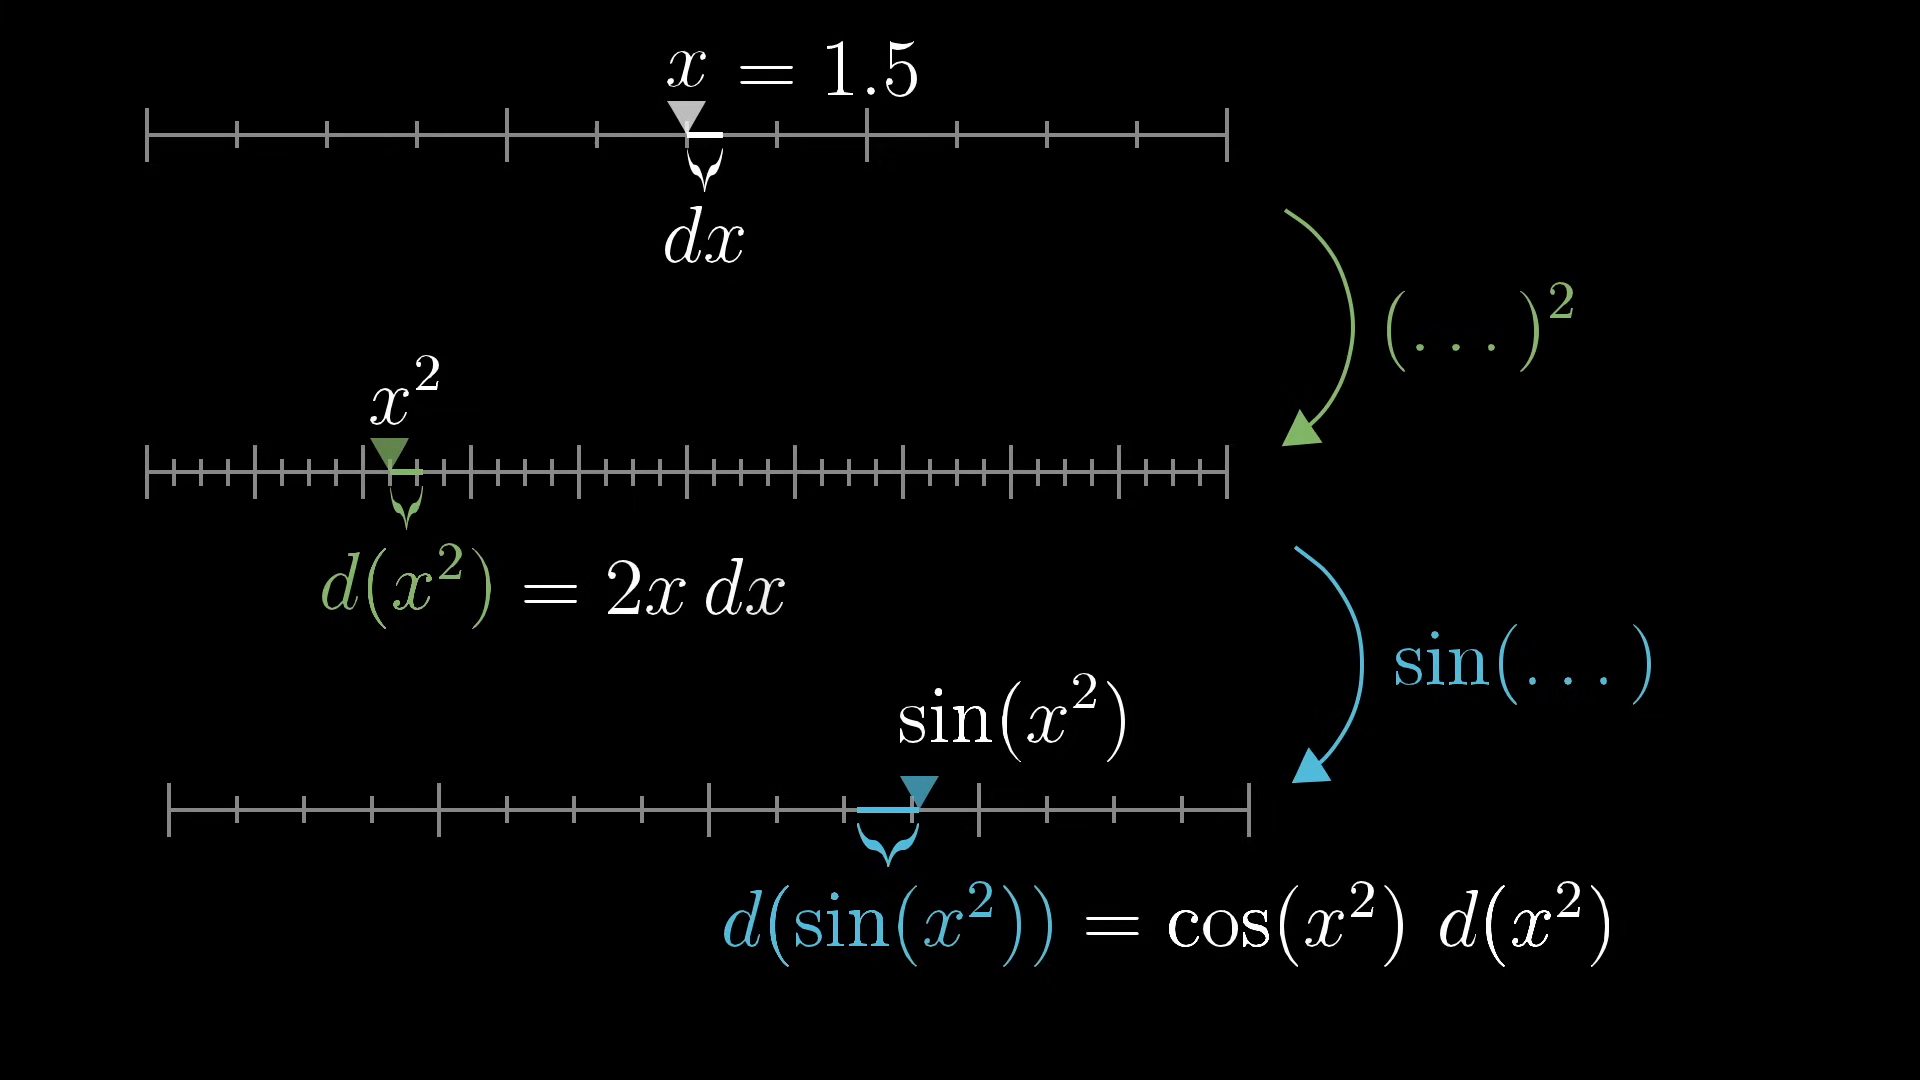 x = 1.5
dx
(...)²
x²
d(x²) = 2x dx
sin(...)
sin(x²)
d(sin(x²)) = cos(x²) d(x²)